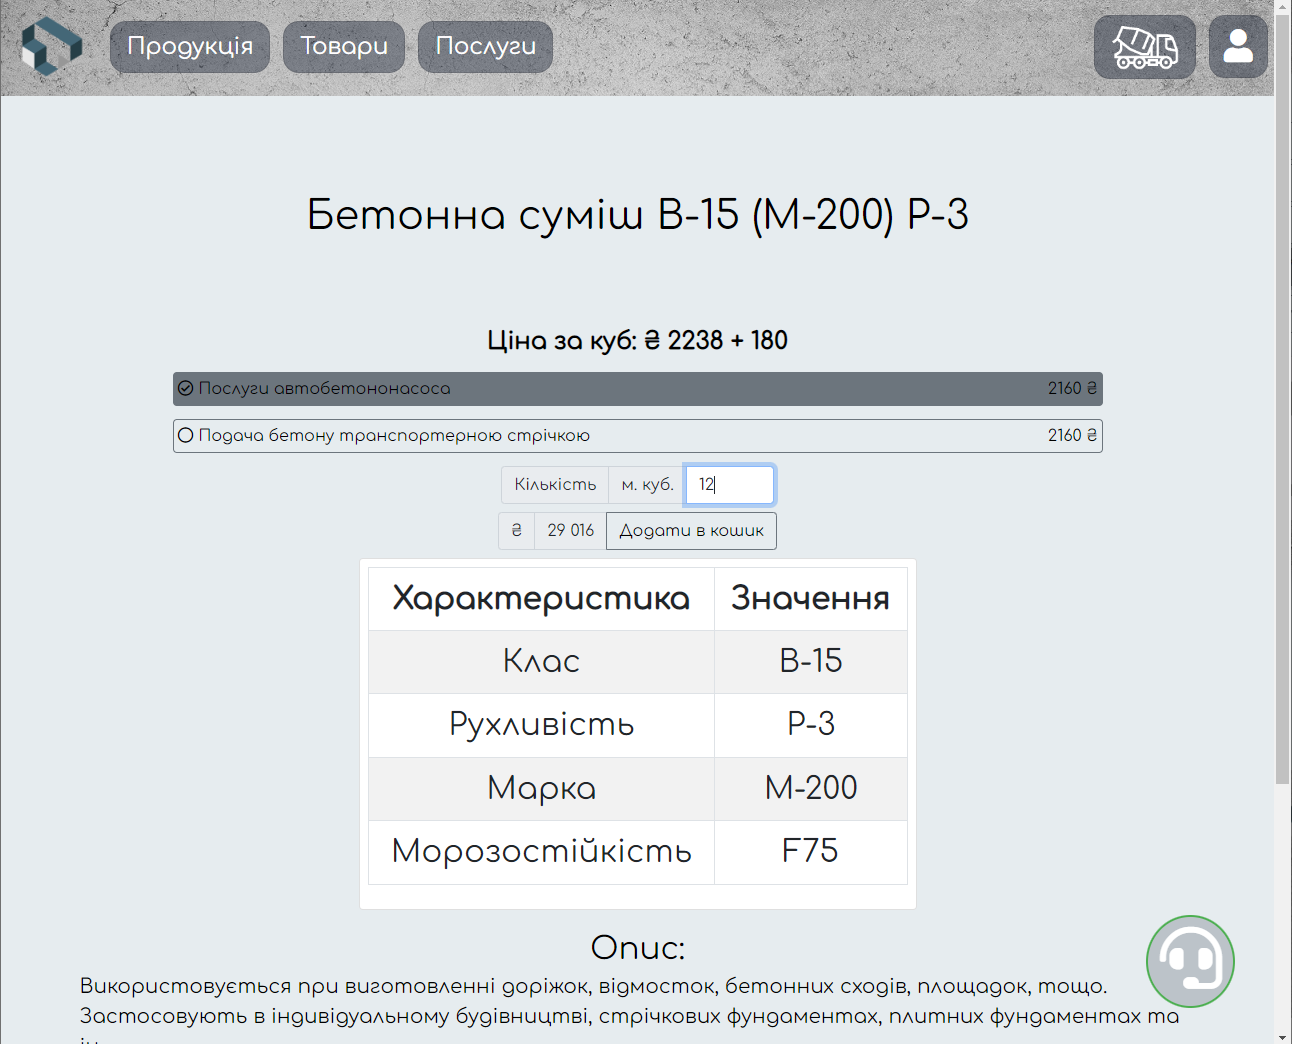 Продукція Товари Послуги
Бетонна суміш В-15 (М-200) Р-3
Ціна за куб: ₴ 2238 + 180
Послуги автобетононасоса 2160 ₴
Подача бетону транспортерною стрічкою 2160 ₴
Кількість м. куб. 12
₴ 29 016 Додати в кошик
Характеристика Значення
Клас В-15
Рухливість Р-3
Марка М-200
Морозостійкість F75
Опис:
Використовується при виготовленні доріжок, відмосток, бетонних сходів, площадок, тощо.
Застосовують в індивідуальному будівництві, стрічкових фундаментах, плитних фундаментах та